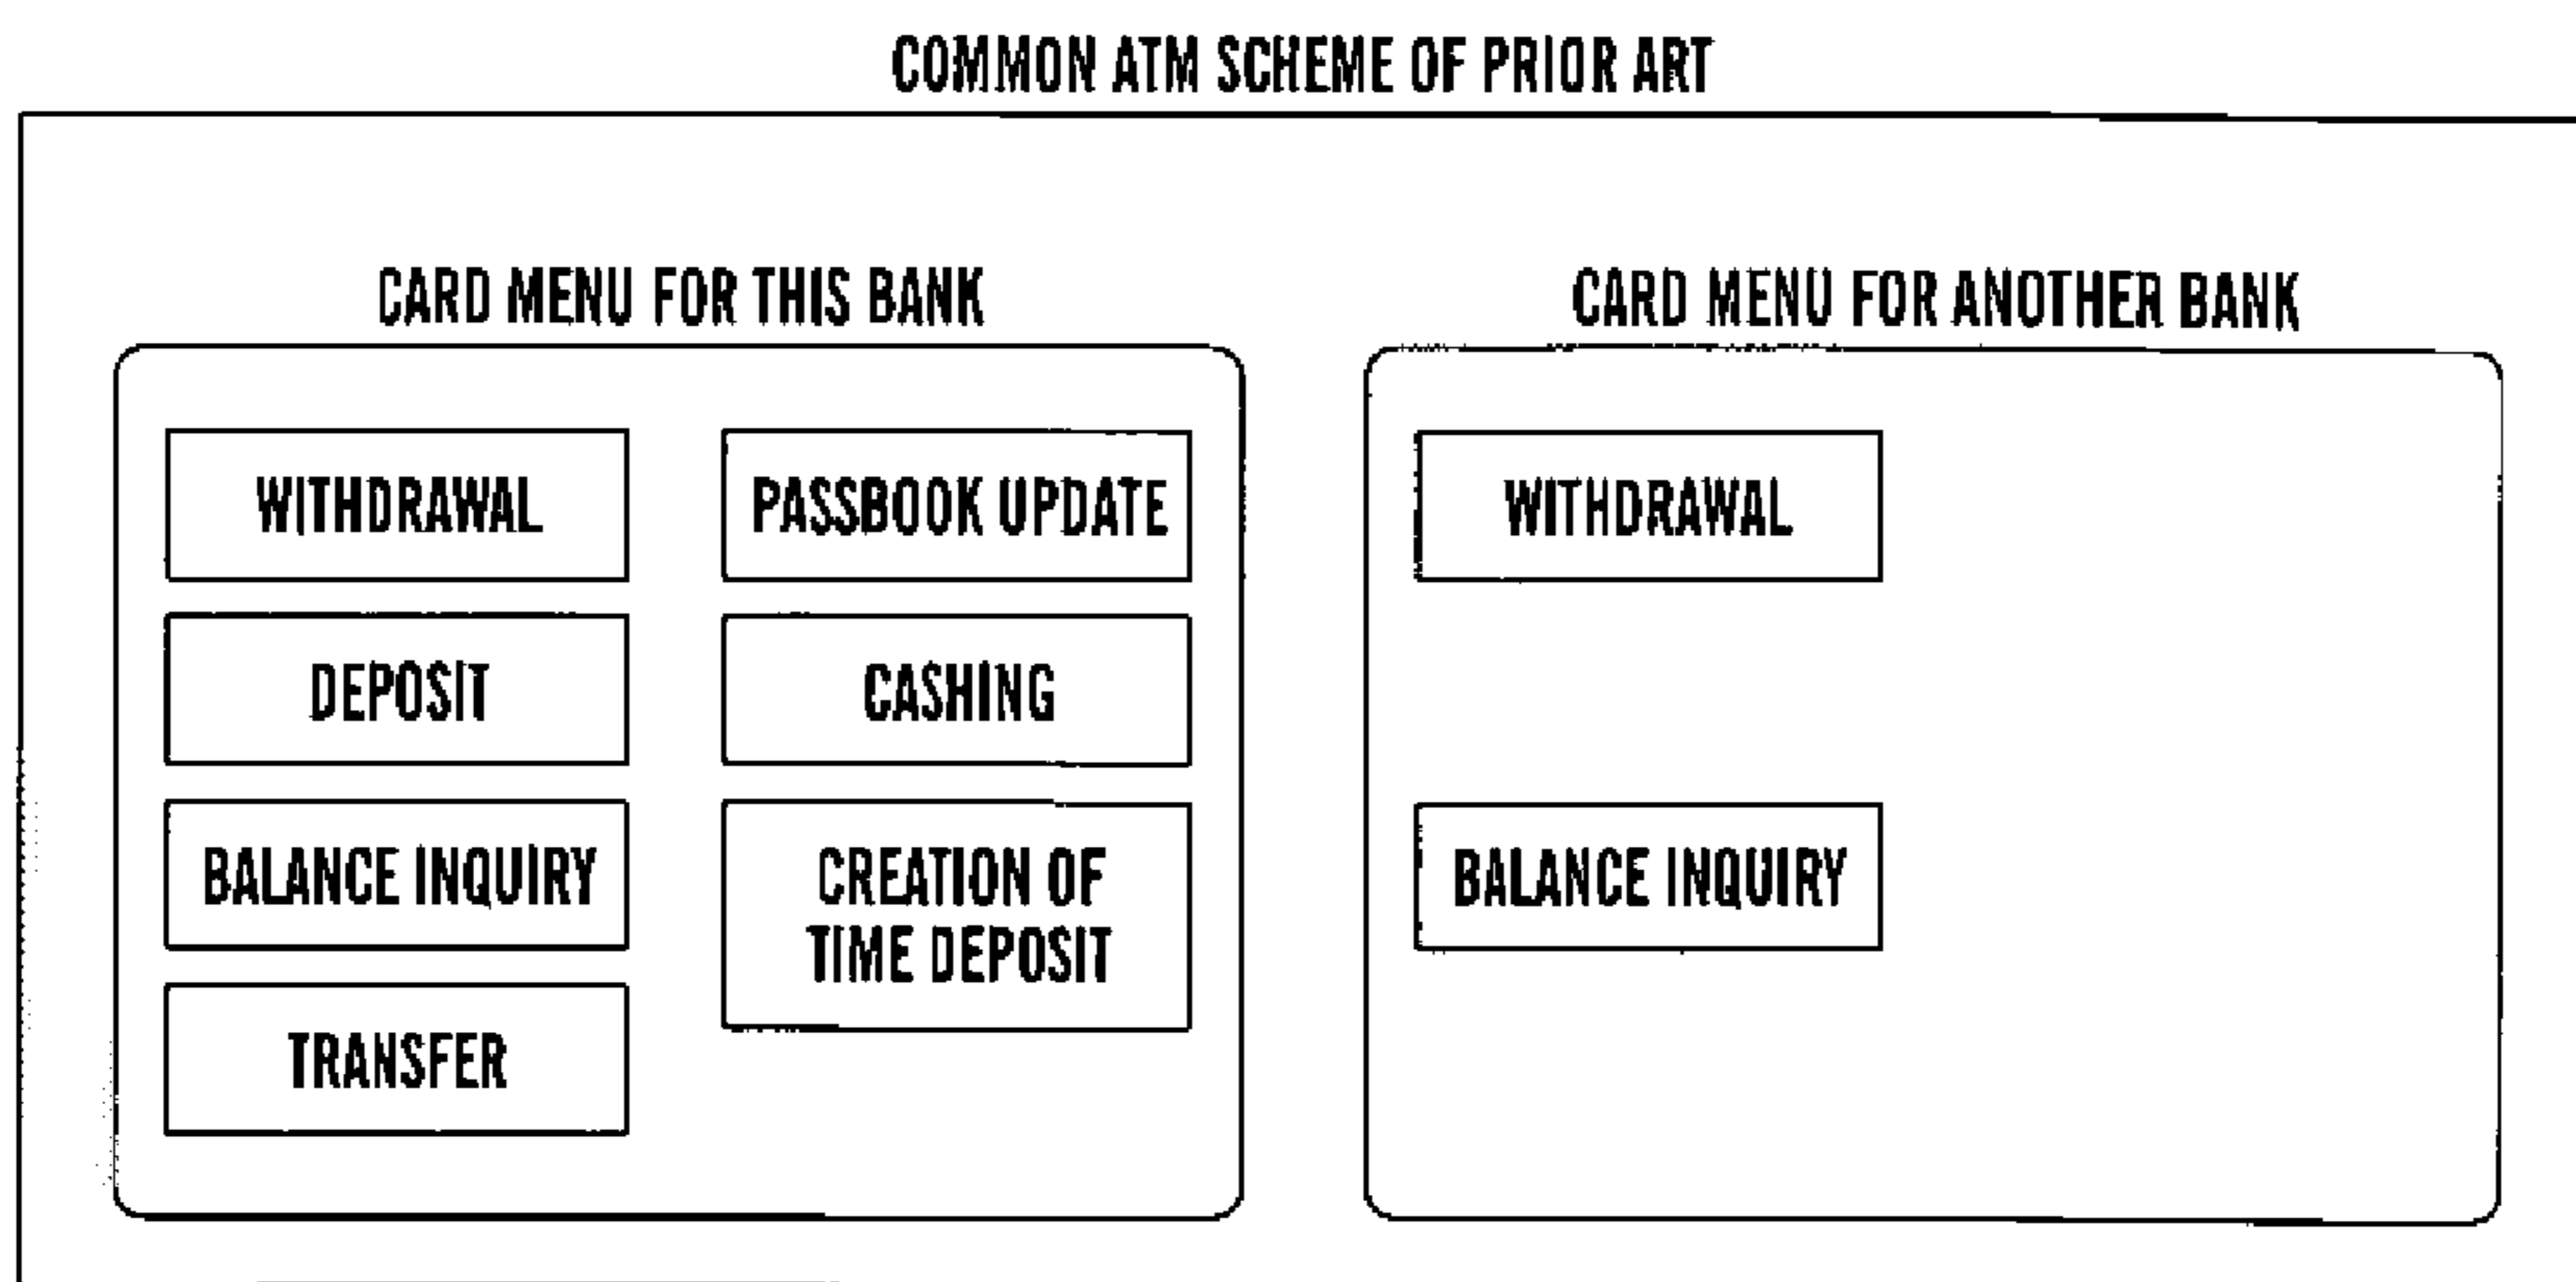 COMMON ATM SCHEME OF PRIOR ART
CARD MENU FOR THIS BANK
WITHDRAWAL
PASSBOOK UPDATE
DEPOSIT
CASHING
BALANCE INQUIRY
CREATION OF
TIME DEPOSIT
TRANSFER
CARD MENU FOR ANOTHER BANK
WITHDRAWAL
BALANCE INQUIRY